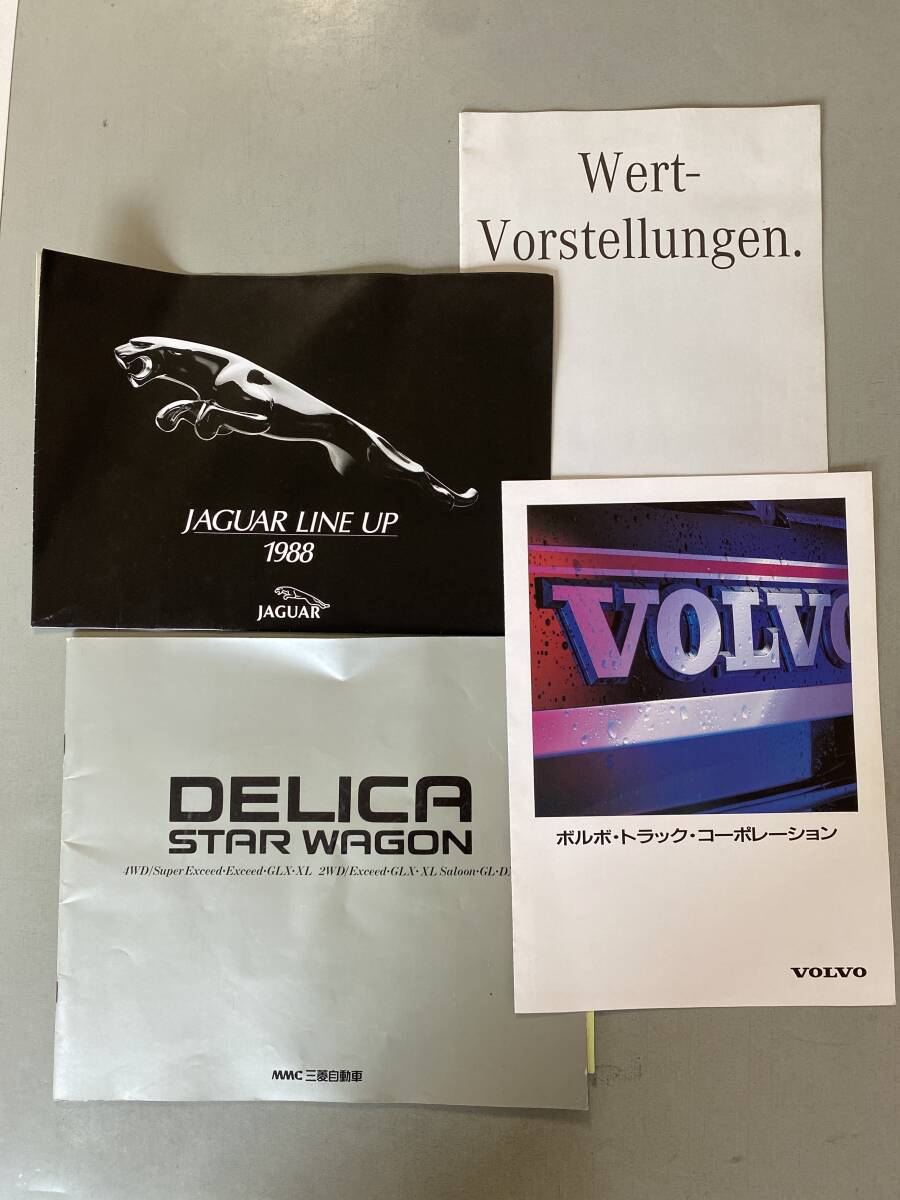 Wert-
Vorstellungen.
JAGUAR LINE UP
1988
JAGUAR
VOLVO
ボルボ・トラック・コーポレーション
VOLVO
DELICA
STAR WAGON
4WD/Super Exceed・Exceed・GLX・XL 2WD/Exceed・GLX・XL Saloon・GL・DX
MMC 三菱自動車